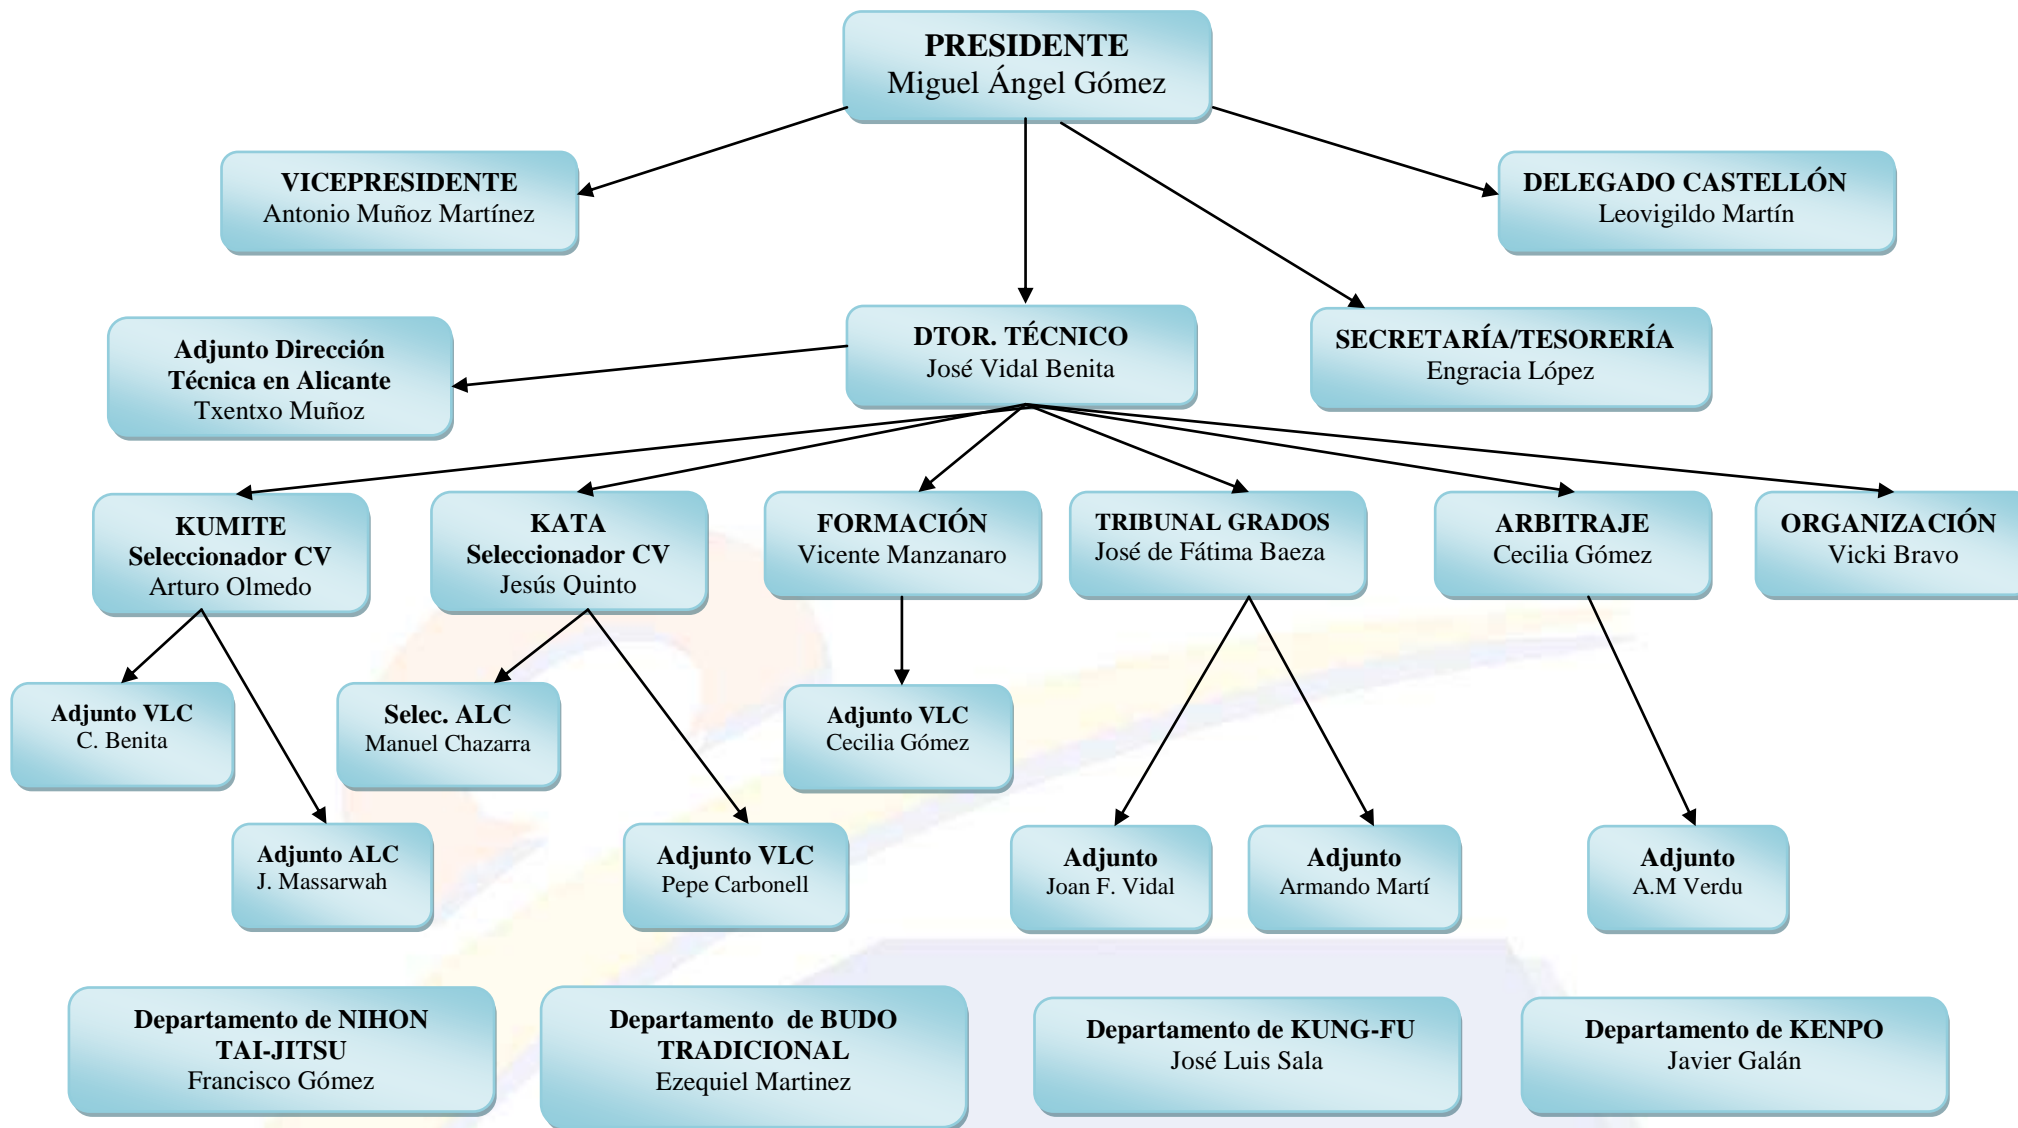 PRESIDENTE
Miguel Ángel Gómez
VICEPRESIDENTE
Antonio Muñoz Martínez
DELEGADO CASTELLÓN
Leovigildo Martín
Adjunto Dirección
Técnica en Alicante
Txentxo Muñoz
DTOR. TÉCNICO
José Vidal Benita
SECRETARÍA/TESORERÍA
Engracia López
KUMITE
Seleccionador CV
Arturo Olmedo
KATA
Seleccionador CV
Jesús Quinto
FORMACIÓN
Vicente Manzanaro
TRIBUNAL GRADOS
José de Fátima Baeza
ARBITRAJE
Cecilia Gómez
ORGANIZACIÓN
Vicki Bravo
Adjunto VLC
C. Benita
Selec. ALC
Manuel Chazarra
Adjunto VLC
Cecilia Gómez
Adjunto ALC
J. Massarwah
Adjunto VLC
Pepe Carbonell
Adjunto
Joan F. Vidal
Adjunto
Armando Martí
Adjunto
A.M Verdu
Departamento de NIHON
TAI-JITSU
Francisco Gómez
Departamento de BUDO
TRADICIONAL
Ezequiel Martinez
Departamento de KUNG-FU
José Luis Sala
Departamento de KENPO
Javier Galán